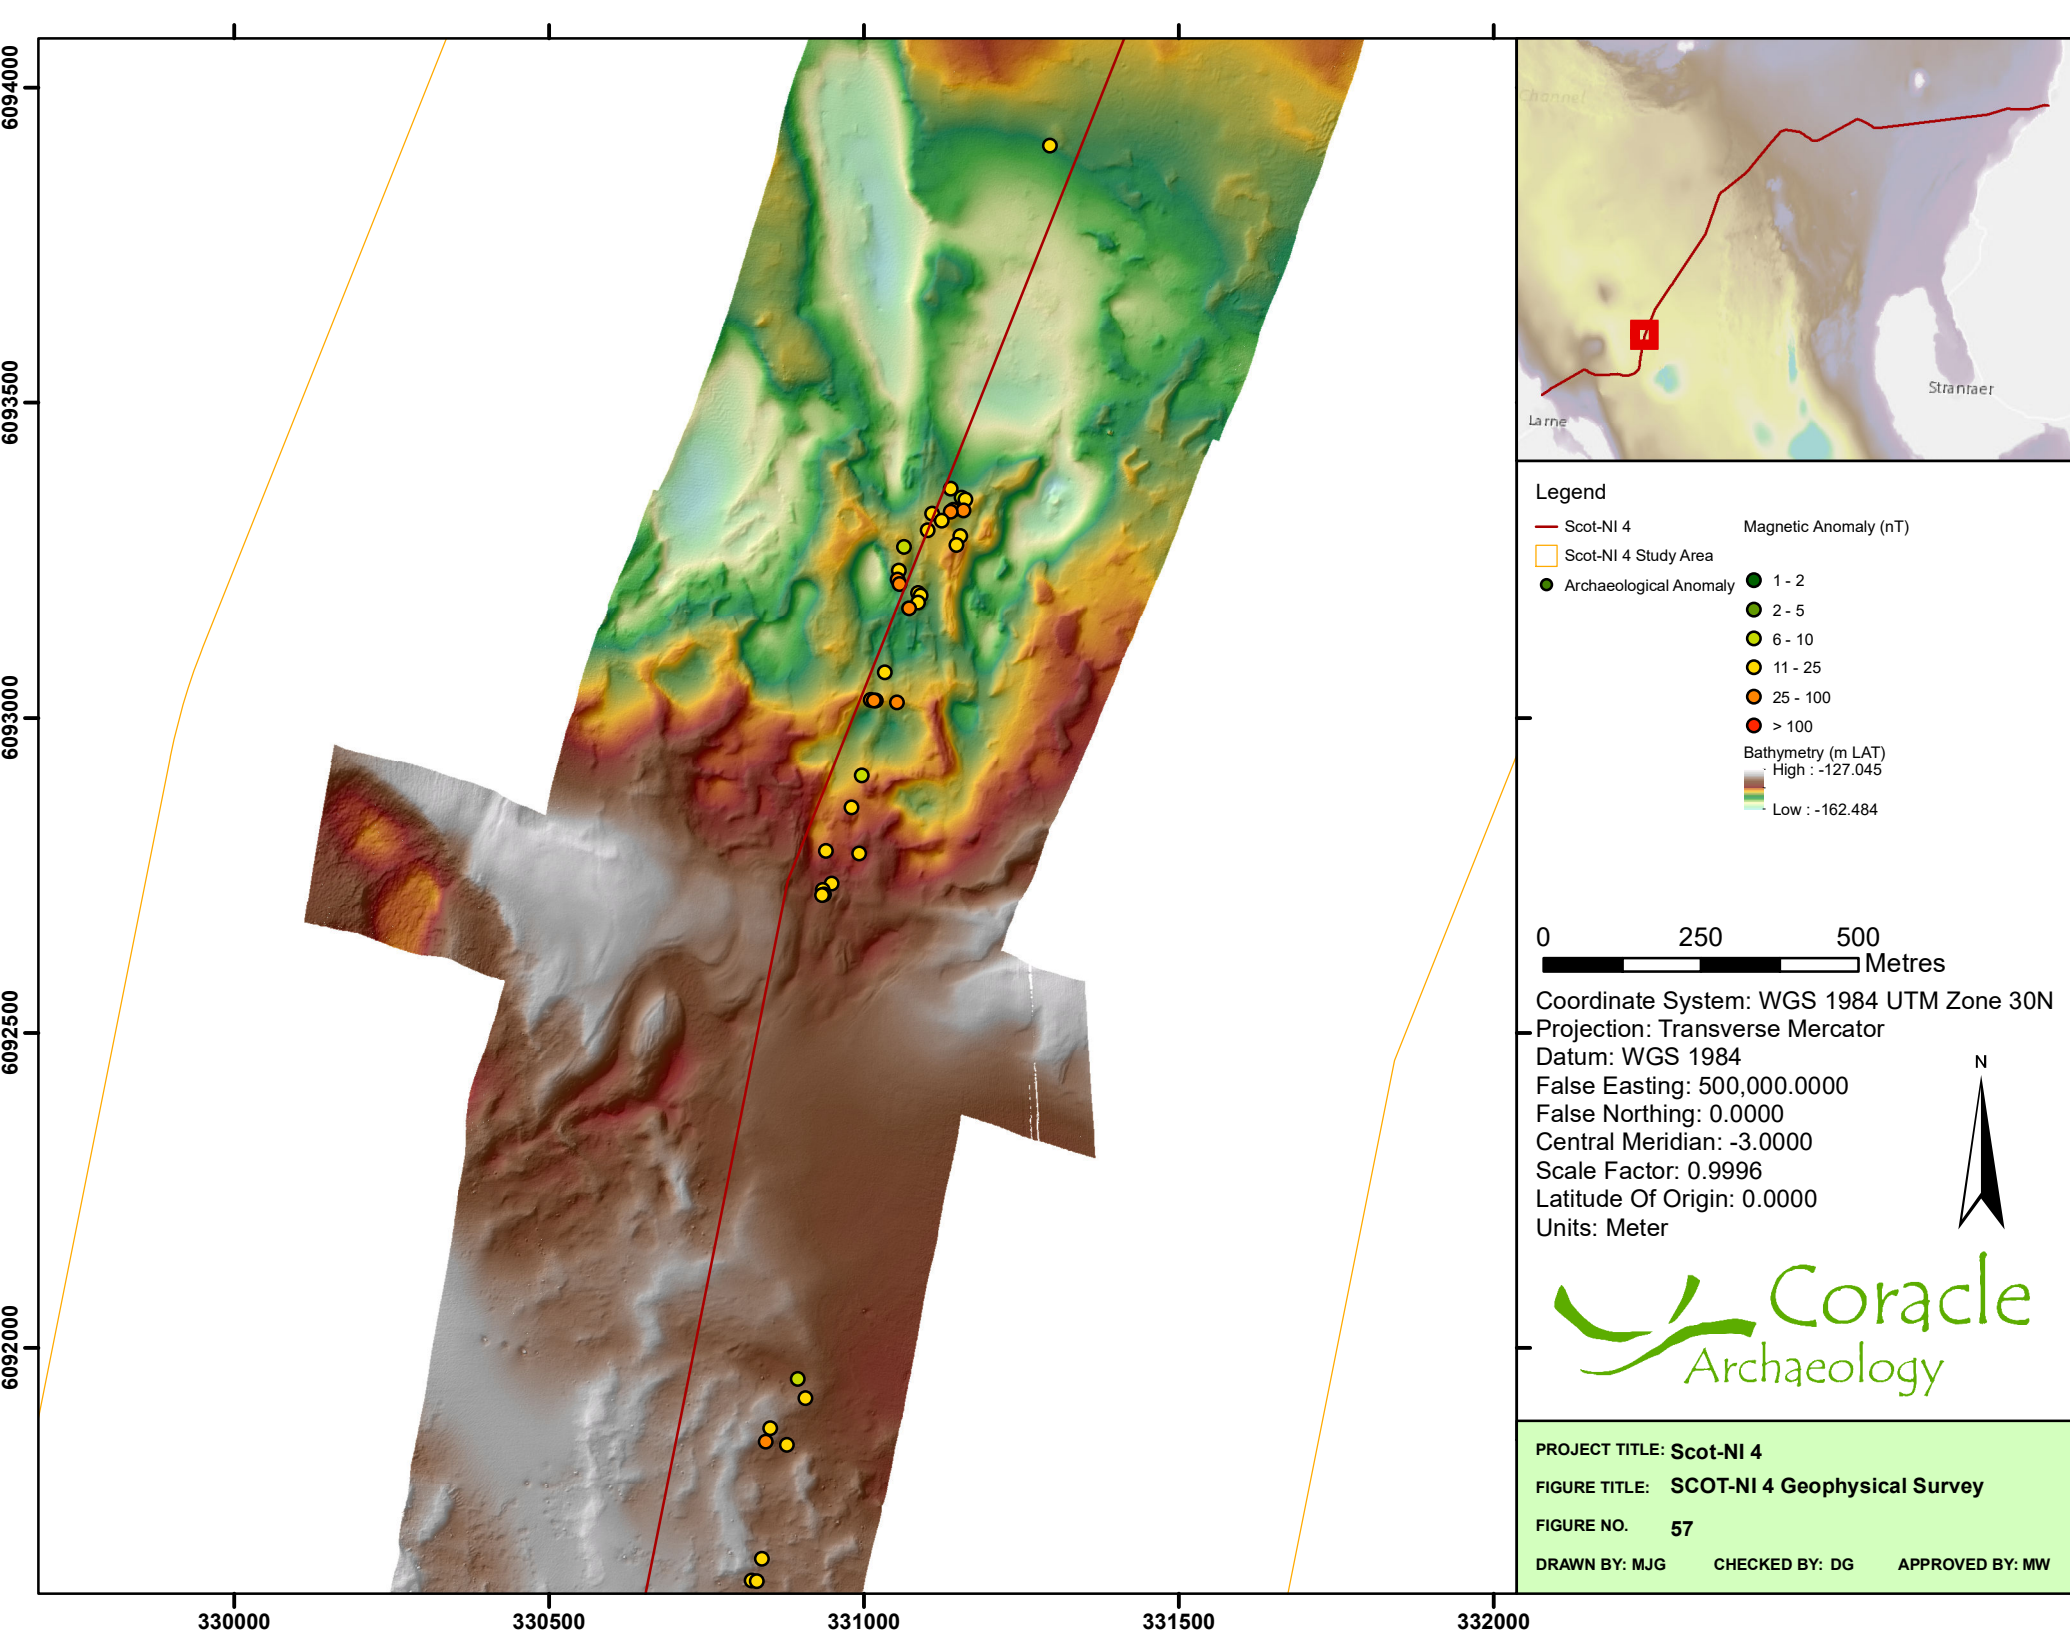 6094000
6093500
6093000
6092500
6092000
330000
330500
331000
331500
332000
Channel
Stranraer
Larne
Legend
Scot-NI 4
Scot-NI 4 Study Area
Archaeological Anomaly
Magnetic Anomaly (nT)
1 - 2
2 - 5
6 - 10
11 - 25
25 - 100
> 100
Bathymetry (m LAT)
High : -127.045
Low : -162.484
0 250 500
Metres
Coordinate System: WGS 1984 UTM Zone 30N
Projection: Transverse Mercator
Datum: WGS 1984
False Easting: 500,000.0000
False Northing: 0.0000
Central Meridian: -3.0000
Scale Factor: 0.9996
Latitude Of Origin: 0.0000
Units: Meter
N
Coracle
Archaeology
PROJECT TITLE: Scot-NI 4
FIGURE TITLE: SCOT-NI 4 Geophysical Survey
FIGURE NO. 57
DRAWN BY: MJG CHECKED BY: DG APPROVED BY: MW